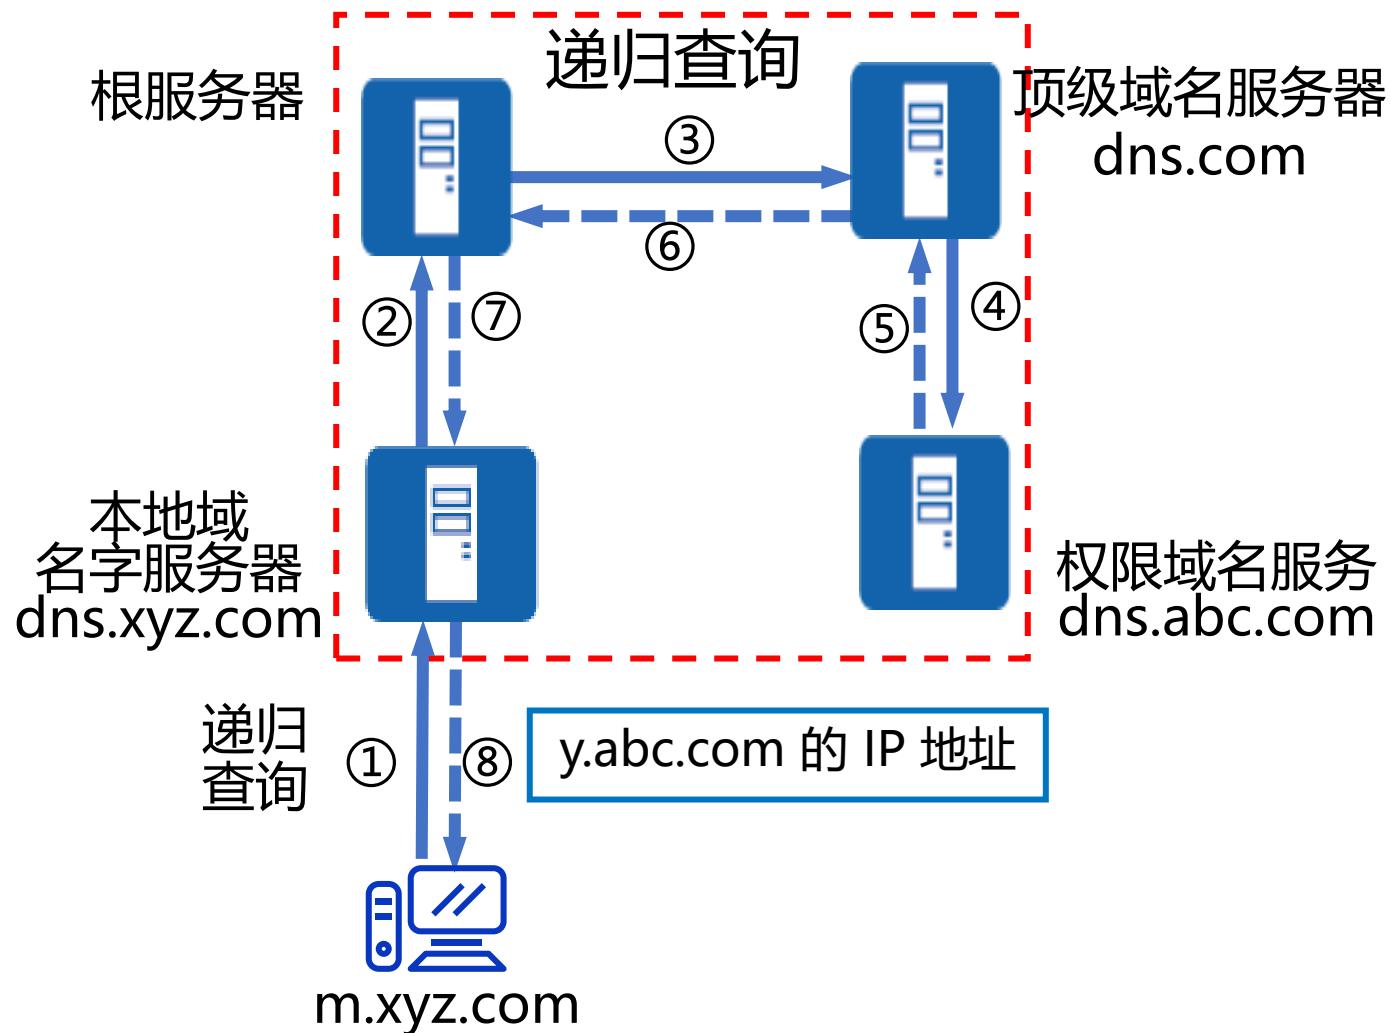 递归查询
根服务器
顶级域名服务器
dns.com
③
⑥
②
⑦
⑤
④
本地域
名字服务器
dns.xyz.com
权限域名服务
dns.abc.com
递归
查询
①
⑧
y.abc.com 的 IP 地址
m.xyz.com